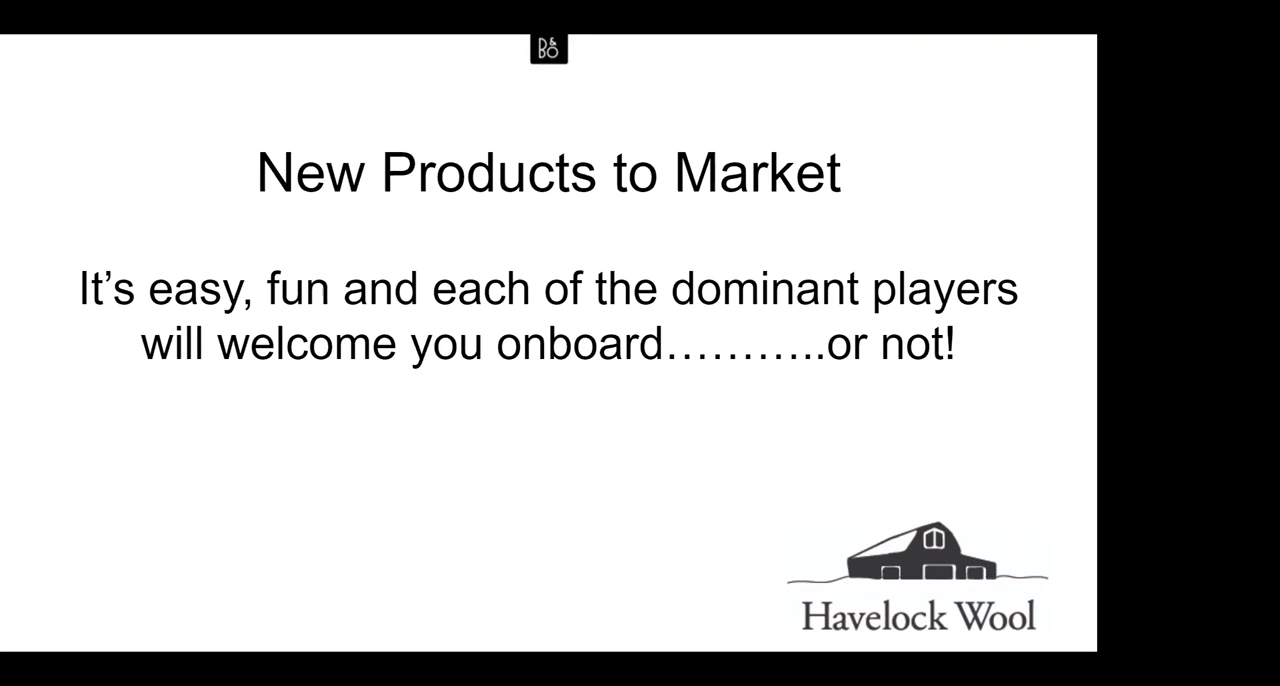 B&O
New Products to Market
It’s easy, fun and each of the dominant players
will welcome you onboard………..or not!
Havelock Wool